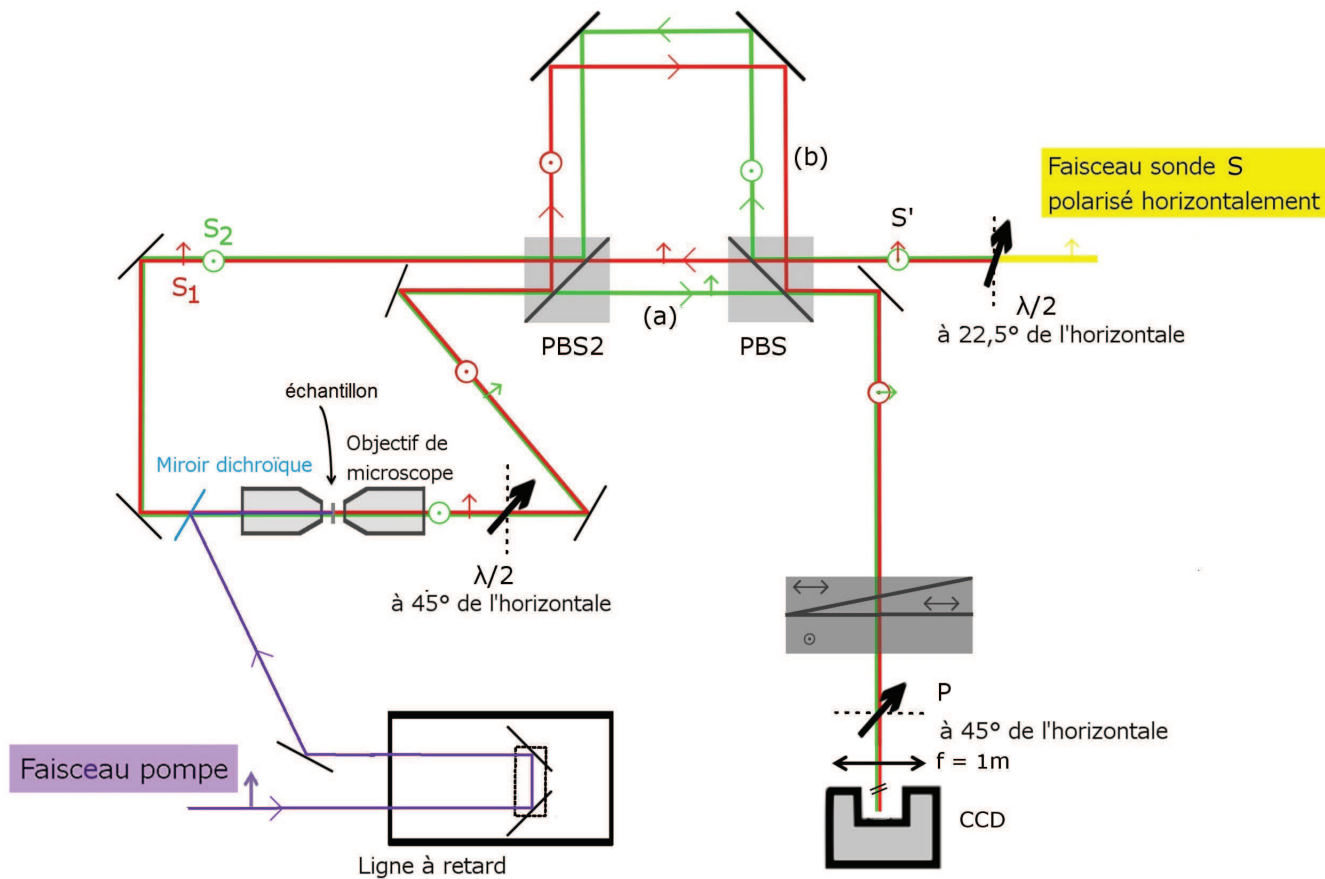 (b)
S'
Faisceau sonde S
polarisé horizontalement
S2
S1
(a)
λ/2
à 22,5° de l'horizontale
PBS2
PBS
échantillon
Miroir dichroïque
Objectif de
microscope
λ/2
à 45° de l'horizontale
P
à 45° de l'horizontale
f = 1m
Faisceau pompe
CCD
Ligne à retard